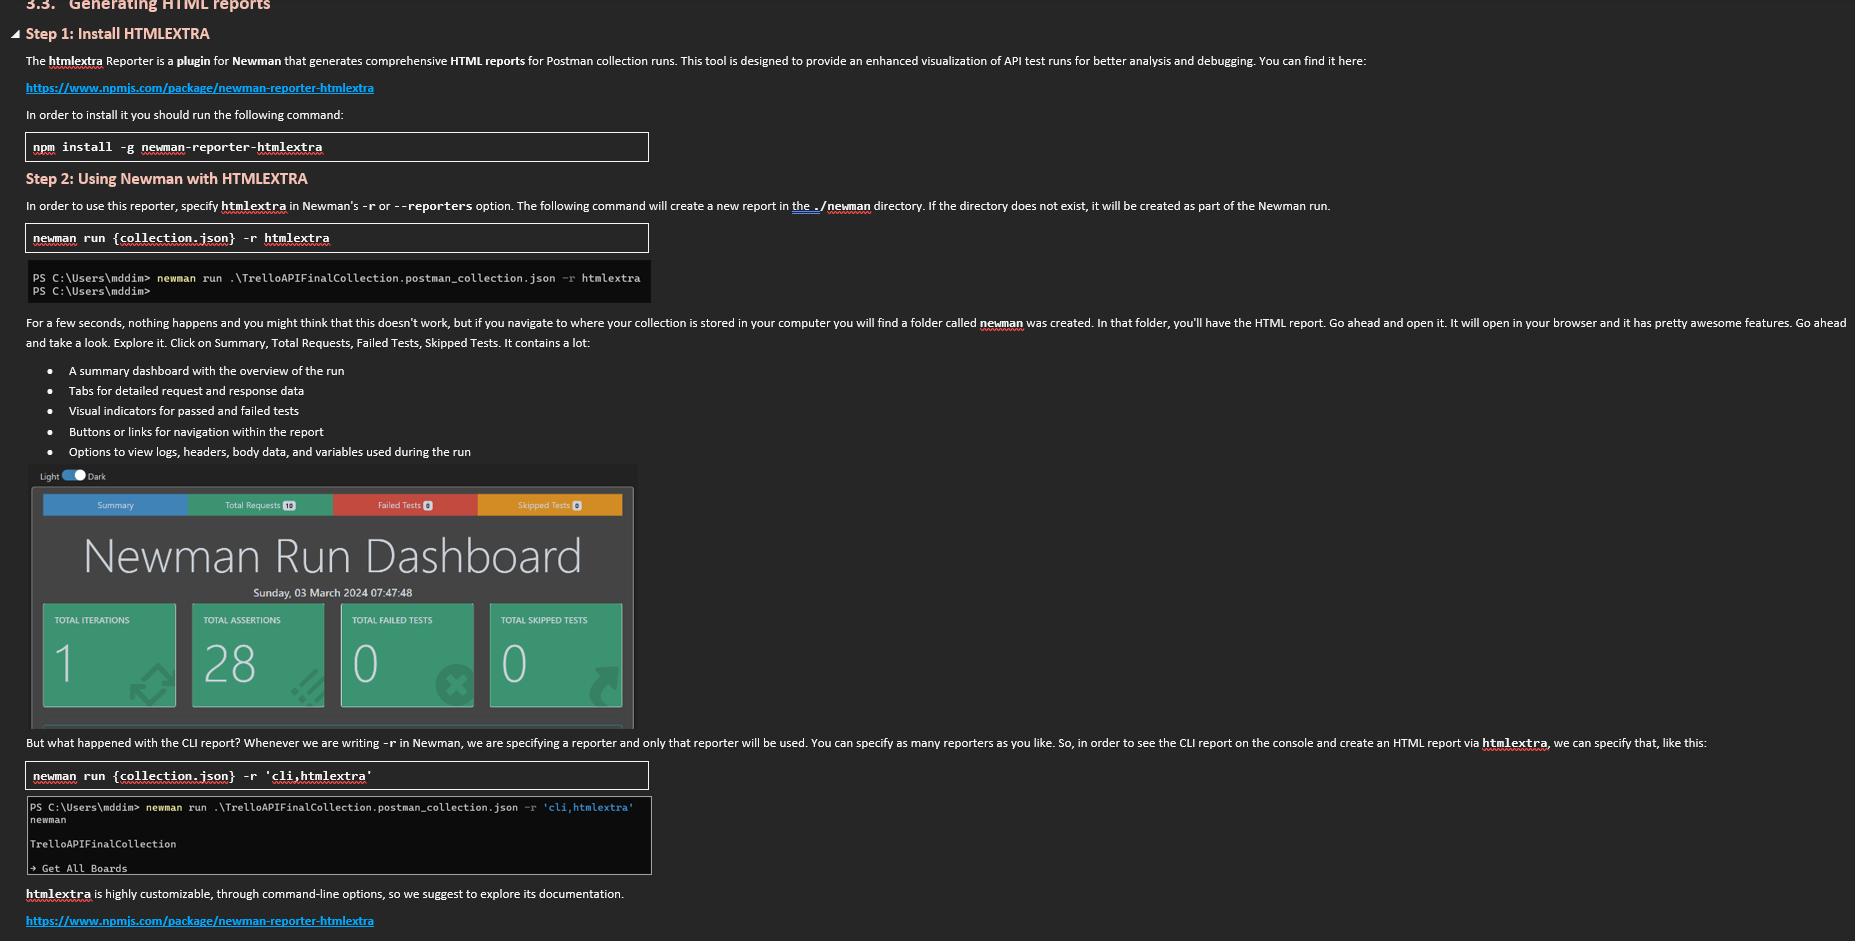 3.3. Generating HTML reports
Step 1: Install HTMLEXTRA
The htmlextra Reporter is a plugin for Newman that generates comprehensive HTML reports for Postman collection runs. This tool is designed to provide an enhanced visualization of API test runs for better analysis and debugging. You can find it here:
https://www.npmjs.com/package/newman-reporter-htmlextra
In order to install it you should run the following command:
npm install -g newman-reporter-htmlextra
Step 2: Using Newman with HTMLEXTRA
In order to use this reporter, specify htmlextra in Newman's -r or --reporters option. The following command will create a new report in the ./newman directory. If the directory does not exist, it will be created as part of the Newman run.
newman run {collection.json} -r htmlextra
PS C:\Users\mddim> newman run .\TrelloAPIFinalCollection.postman_collection.json -r htmlextra
PS C:\Users\mddim>
For a few seconds, nothing happens and you might think that this doesn't work, but if you navigate to where your collection is stored in your computer you will find a folder called newman was created. In that folder, you'll have the HTML report. Go ahead and open it. It will open in your browser and it has pretty awesome features. Go ahead
and take a look. Explore it. Click on Summary, Total Requests, Failed Tests, Skipped Tests. It contains a lot:
• A summary dashboard with the overview of the run
• Tabs for detailed request and response data
• Visual indicators for passed and failed tests
• Buttons or links for navigation within the report
• Options to view logs, headers, body data, and variables used during the run
Light Dark
Summary Total Requests 10 Failed Tests 0 Skipped Tests 0
Newman Run Dashboard
Sunday, 03 March 2024 07:47:48
TOTAL ITERATIONS TOTAL ASSERTIONS TOTAL FAILED TESTS TOTAL SKIPPED TESTS
1 28 0 0
But what happened with the CLI report? Whenever we are writing -r in Newman, we are specifying a reporter and only that reporter will be used. You can specify as many reporters as you like. So, in order to see the CLI report on the console and create an HTML report via htmlextra, we can specify that, like this:
newman run {collection.json} -r 'cli,htmlextra'
PS C:\Users\mddim> newman run .\TrelloAPIFinalCollection.postman_collection.json -r 'cli,htmlextra'
newman
TrelloAPIFinalCollection
→ Get All Boards
htmlextra is highly customizable, through command-line options, so we suggest to explore its documentation.
https://www.npmjs.com/package/newman-reporter-htmlextra